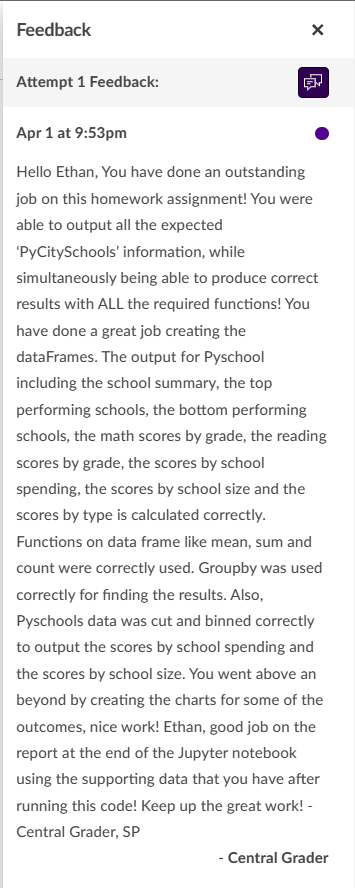 Feedback
Attempt 1 Feedback:
Apr 1 at 9:53pm
Hello Ethan, You have done an outstanding
job on this homework assignment! You were
able to output all the expected
‘PyCitySchools’ information, while
simultaneously being able to produce correct
results with ALL the required functions! You
have done a great job creating the
dataFrames. The output for Pyschool
including the school summary, the top
performing schools, the bottom performing
schools, the math scores by grade, the reading
scores by grade, the scores by school
spending, the scores by school size and the
scores by type is calculated correctly.
Functions on data frame like mean, sum and
count were correctly used. Groupby was used
correctly for finding the results. Also,
Pyschools data was cut and binned correctly
to output the scores by school spending and
the scores by school size. You went above an
beyond by creating the charts for some of the
outcomes, nice work! Ethan, good job on the
report at the end of the Jupyter notebook
using the supporting data that you have after
running this code! Keep up the great work! -
Central Grader, SP
- Central Grader